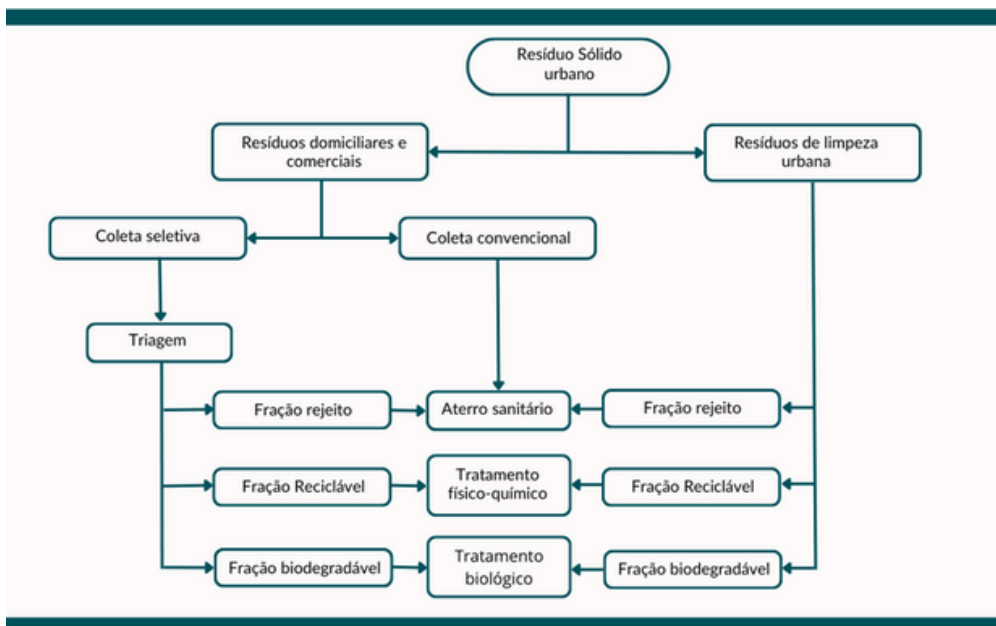 Resíduo Sólido
urbano
Resíduos domiciliares e
comerciais
Resíduos de limpeza
urbana
Coleta seletiva
Coleta convencional
Triagem
Fração rejeito
Aterro sanitário
Fração rejeito
Fração Reciclável
Tratamento
físico-químico
Fração Reciclável
Fração biodegradável
Tratamento
biológico
Fração biodegradável